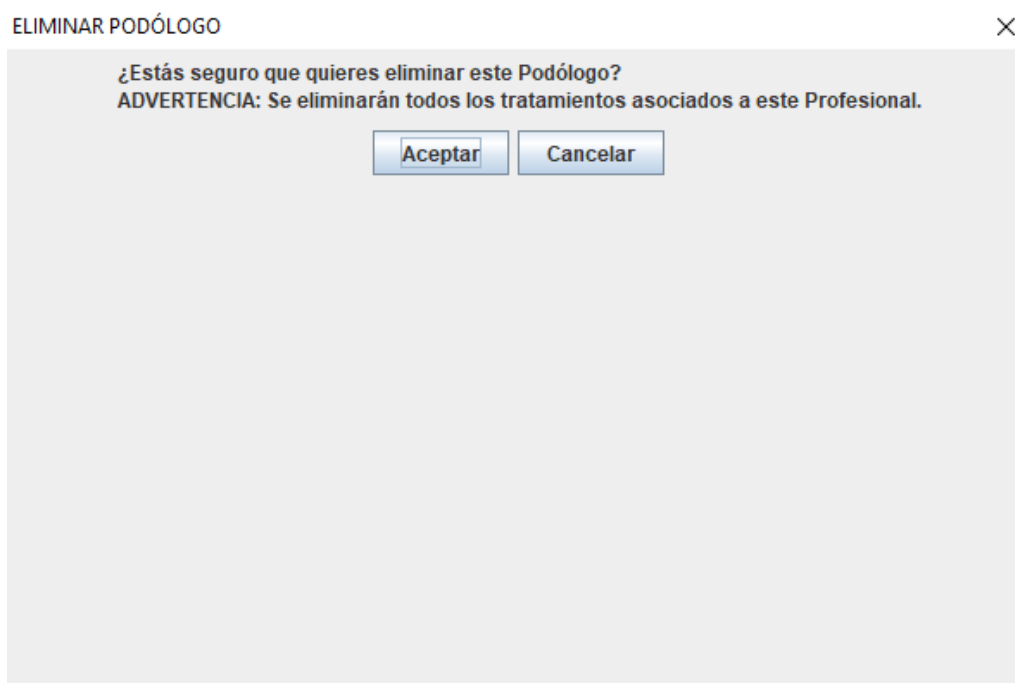 ELIMINAR PODÓLOGO
¿Estás seguro que quieres eliminar este Podólogo?
ADVERTENCIA: Se eliminarán todos los tratamientos asociados a este Profesional.
Aceptar Cancelar